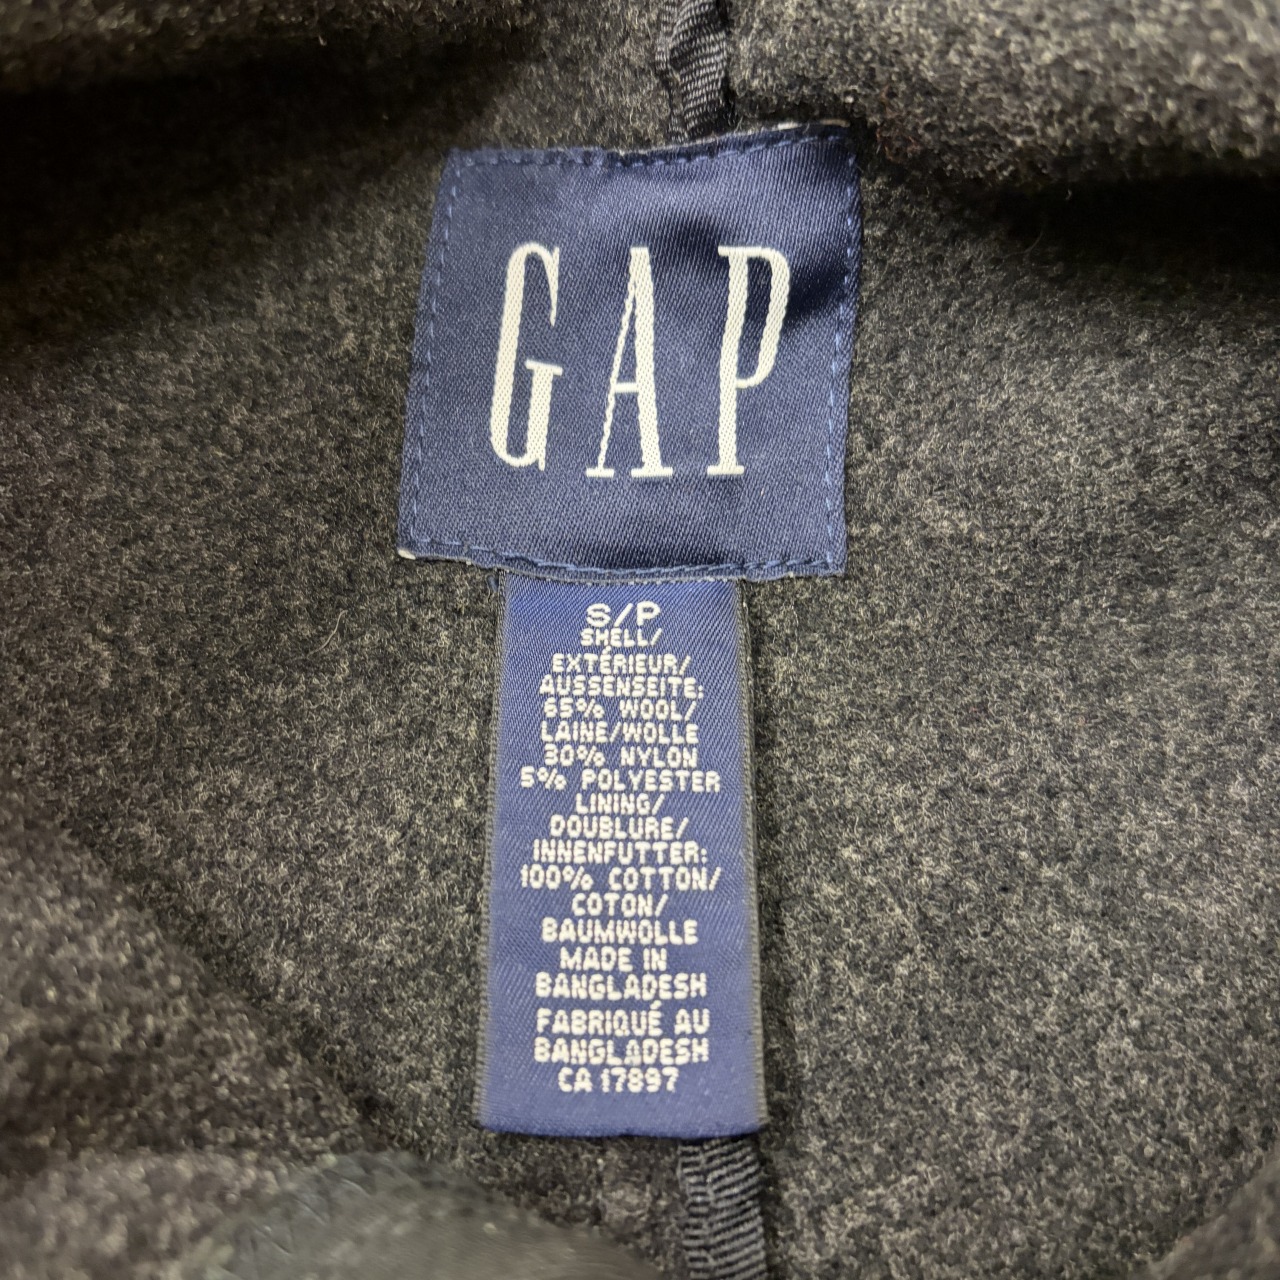 GAP
S/P
SHELL/
EXTÉRIEUR/
AUSSENSEITE:
65% WOOL/
LAINE/WOLLE
30% NYLON
5% POLYESTER
LINING/
DOUBLURE/
INNENFUTTER:
100% COTTON/
COTON/
BAUMWOLLE
MADE IN
BANGLADESH
FABRIQUÉ AU
BANGLADESH
CA 17897